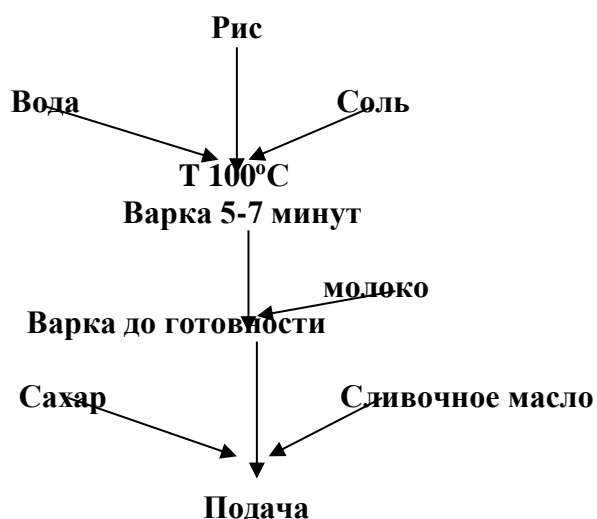 Рис
Вода Соль
Т 100ºС
Варка 5-7 минут
молоко
Варка до готовности
Сахар Сливочное масло
Подача